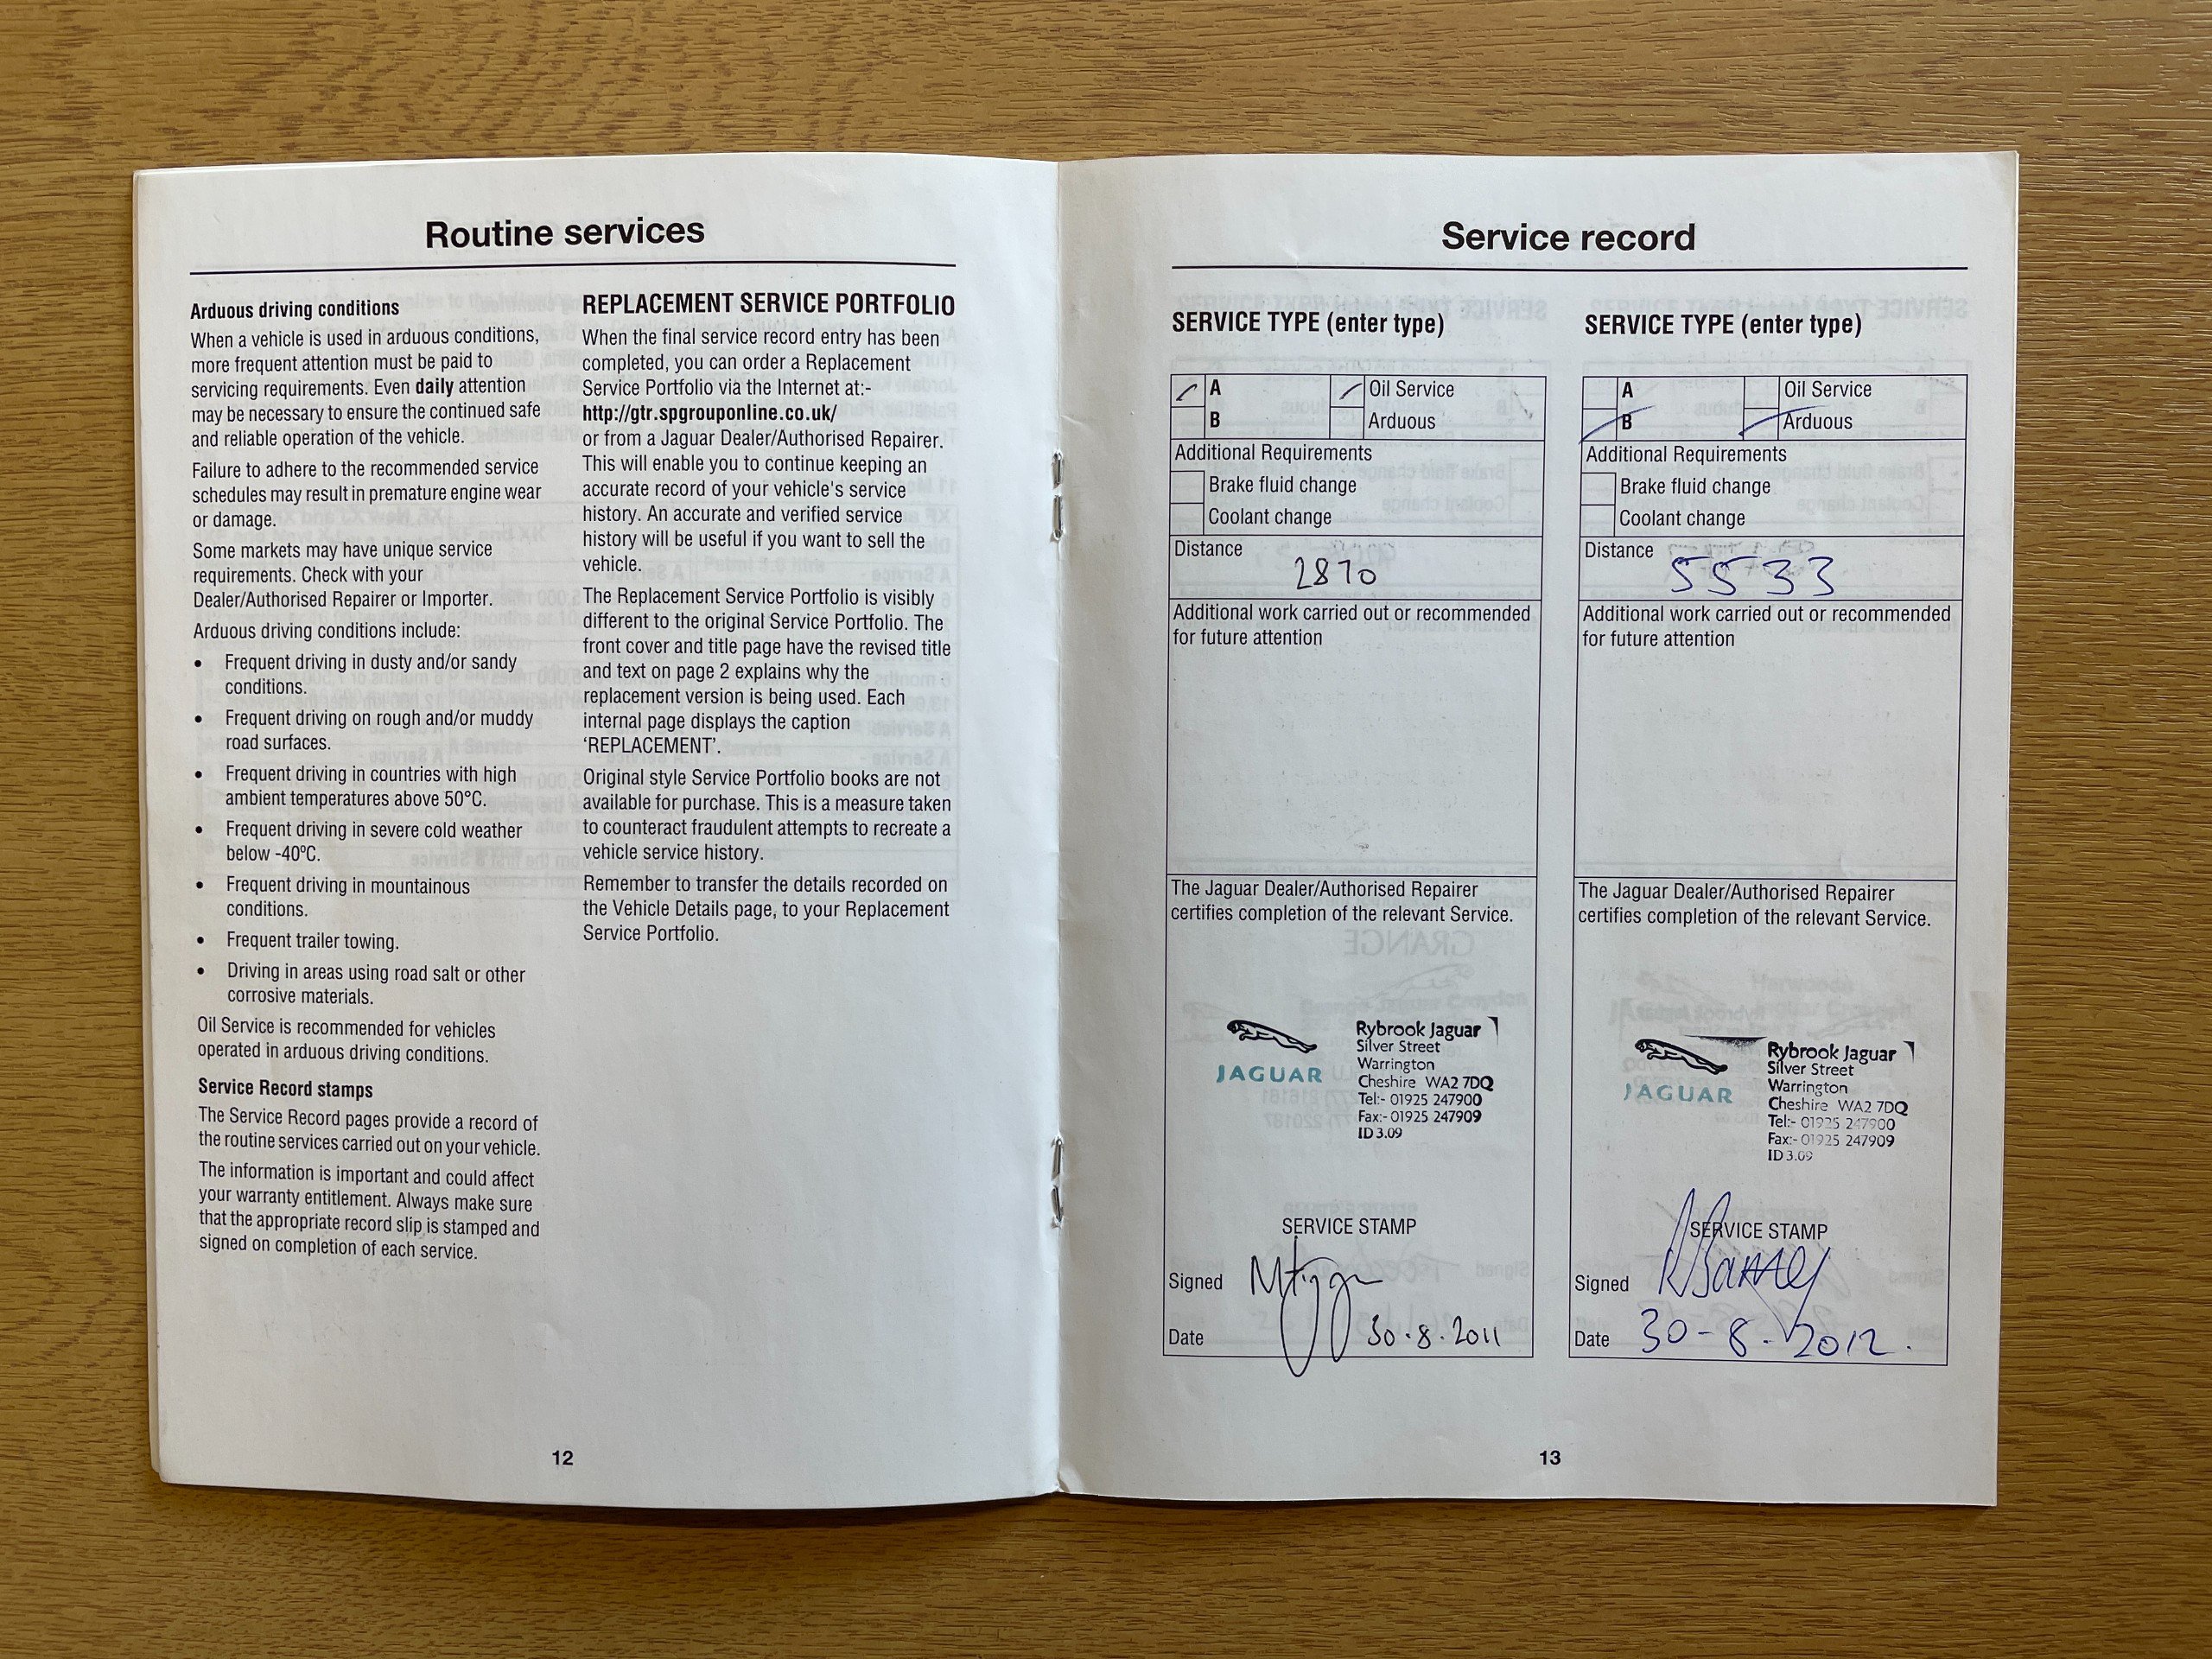 Routine services
Arduous driving conditions
When a vehicle is used in arduous conditions,
more frequent attention must be paid to
servicing requirements. Even daily attention
may be necessary to ensure the continued safe
and reliable operation of the vehicle.
Failure to adhere to the recommended service
schedules may result in premature engine wear
or damage.
Some markets may have unique service
requirements. Check with your
Dealer/Authorised Repairer or Importer.
Arduous driving conditions include:
• Frequent driving in dusty and/or sandy
conditions.
• Frequent driving on rough and/or muddy
road surfaces.
• Frequent driving in countries with high
ambient temperatures above 50°C.
• Frequent driving in severe cold weather
below -40ºC.
• Frequent driving in mountainous
conditions.
• Frequent trailer towing.
• Driving in areas using road salt or other
corrosive materials.
Oil Service is recommended for vehicles
operated in arduous driving conditions.
Service Record stamps
The Service Record pages provide a record of
the routine services carried out on your vehicle.
The information is important and could affect
your warranty entitlement. Always make sure
that the appropriate record slip is stamped and
signed on completion of each service.
REPLACEMENT SERVICE PORTFOLIO
When the final service record entry has been
completed, you can order a Replacement
Service Portfolio via the Internet at:-
http://gtr.spgrouponline.co.uk/
or from a Jaguar Dealer/Authorised Repairer.
This will enable you to continue keeping an
accurate record of your vehicle's service
history. An accurate and verified service
history will be useful if you want to sell the
vehicle.
The Replacement Service Portfolio is visibly
different to the original Service Portfolio. The
front cover and title page have the revised title
and text on page 2 explains why the
replacement version is being used. Each
internal page displays the caption
‘REPLACEMENT’.
Original style Service Portfolio books are not
available for purchase. This is a measure taken
to counteract fraudulent attempts to recreate a
vehicle service history.
Remember to transfer the details recorded on
the Vehicle Details page, to your Replacement
Service Portfolio.
12
Service record
SERVICE TYPE (enter type)
A Oil Service
B Arduous
Additional Requirements
Brake fluid change
Coolant change
Distance
2870
Additional work carried out or recommended
for future attention
The Jaguar Dealer/Authorised Repairer
certifies completion of the relevant Service.
JAGUAR
Rybrook Jaguar
Silver Street
Warrington
Cheshire WA2 7DQ
Tel:- 01925 247900
Fax:- 01925 247909
ID 3.09
SERVICE STAMP
Signed
Date 30-8-2011
SERVICE TYPE (enter type)
A Oil Service
B Arduous
Additional Requirements
Brake fluid change
Coolant change
Distance
5533
Additional work carried out or recommended
for future attention
The Jaguar Dealer/Authorised Repairer
certifies completion of the relevant Service.
JAGUAR
Rybrook Jaguar
Silver Street
Warrington
Cheshire WA2 7DQ
Tel:- 01925 247900
Fax:- 01925 247909
ID 3.09
SERVICE STAMP
Signed
Date 30-8-2012.
13